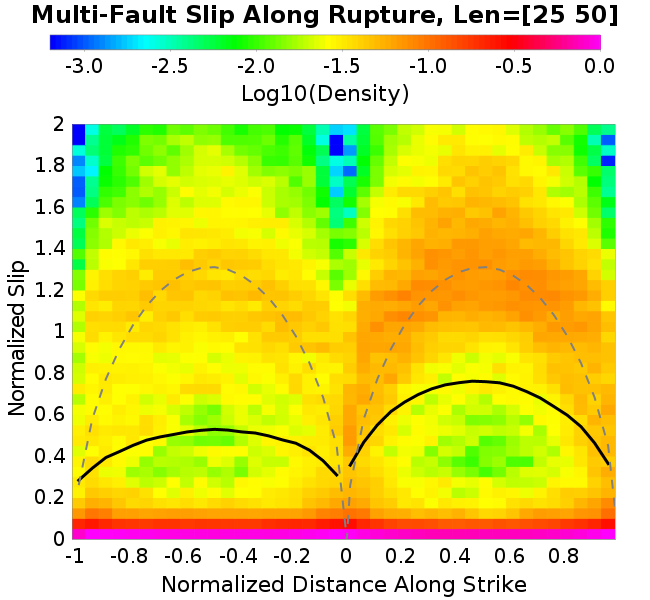 Multi-Fault Slip Along Rupture, Len=[25 50]
-3.0 -2.5 -2.0 -1.5 -1.0 -0.5 0.0
Log10(Density)
2
1.8
1.6
1.4
1.2
1
0.8
0.6
0.4
0.2
0
Normalized Slip
-1 -0.8 -0.6 -0.4 -0.2 0 0.2 0.4 0.6 0.8
Normalized Distance Along Strike